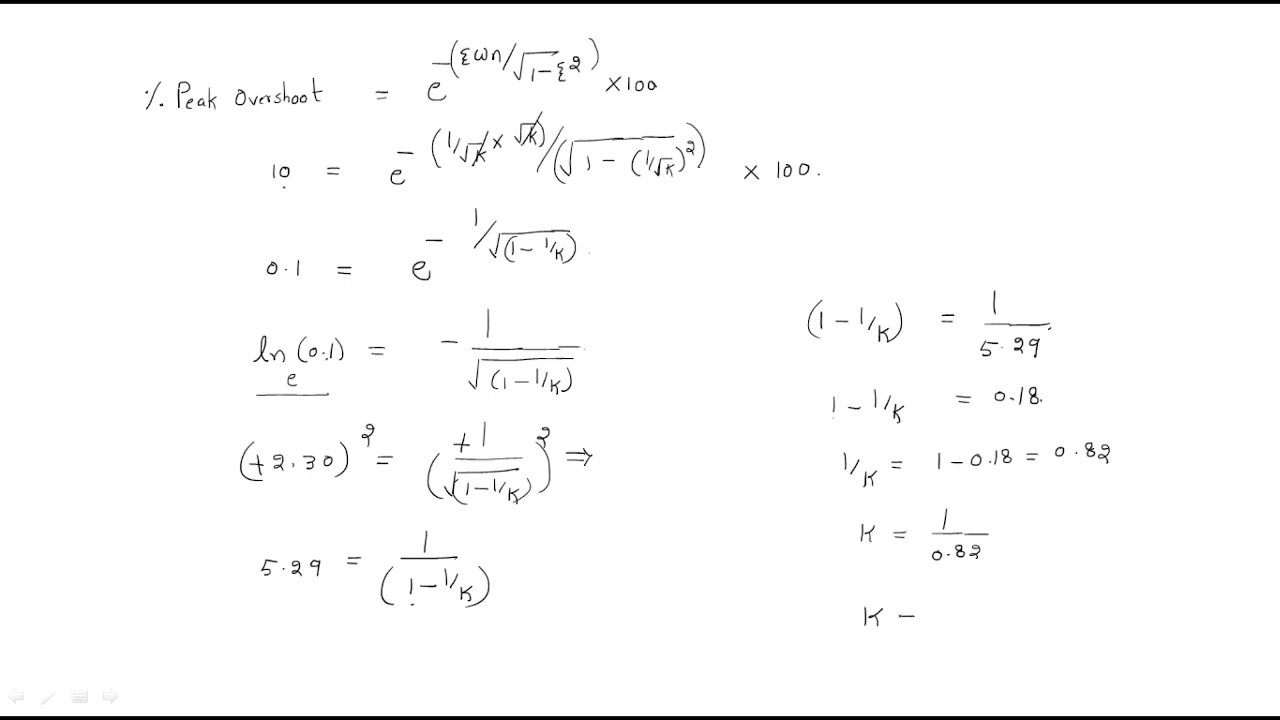 % Peak Overshoot = e^-({ωn/√1-{²) ×100
10 = e^-(1/√K × √K)/(√1-(1/√K)²) × 100.
0.1 = e^- 1/√(1-1/K)
ln (0.1) = - 1/√(1-1/K)
e
(+2.30)² = (+1/√(1-1/K))² ⇒
5.29 = 1/(1-1/K)
(1-1/K) = 1/5.29
1-1/K = 0.18.
1/K = 1-0.18 = 0.82
K = 1/0.82
K -